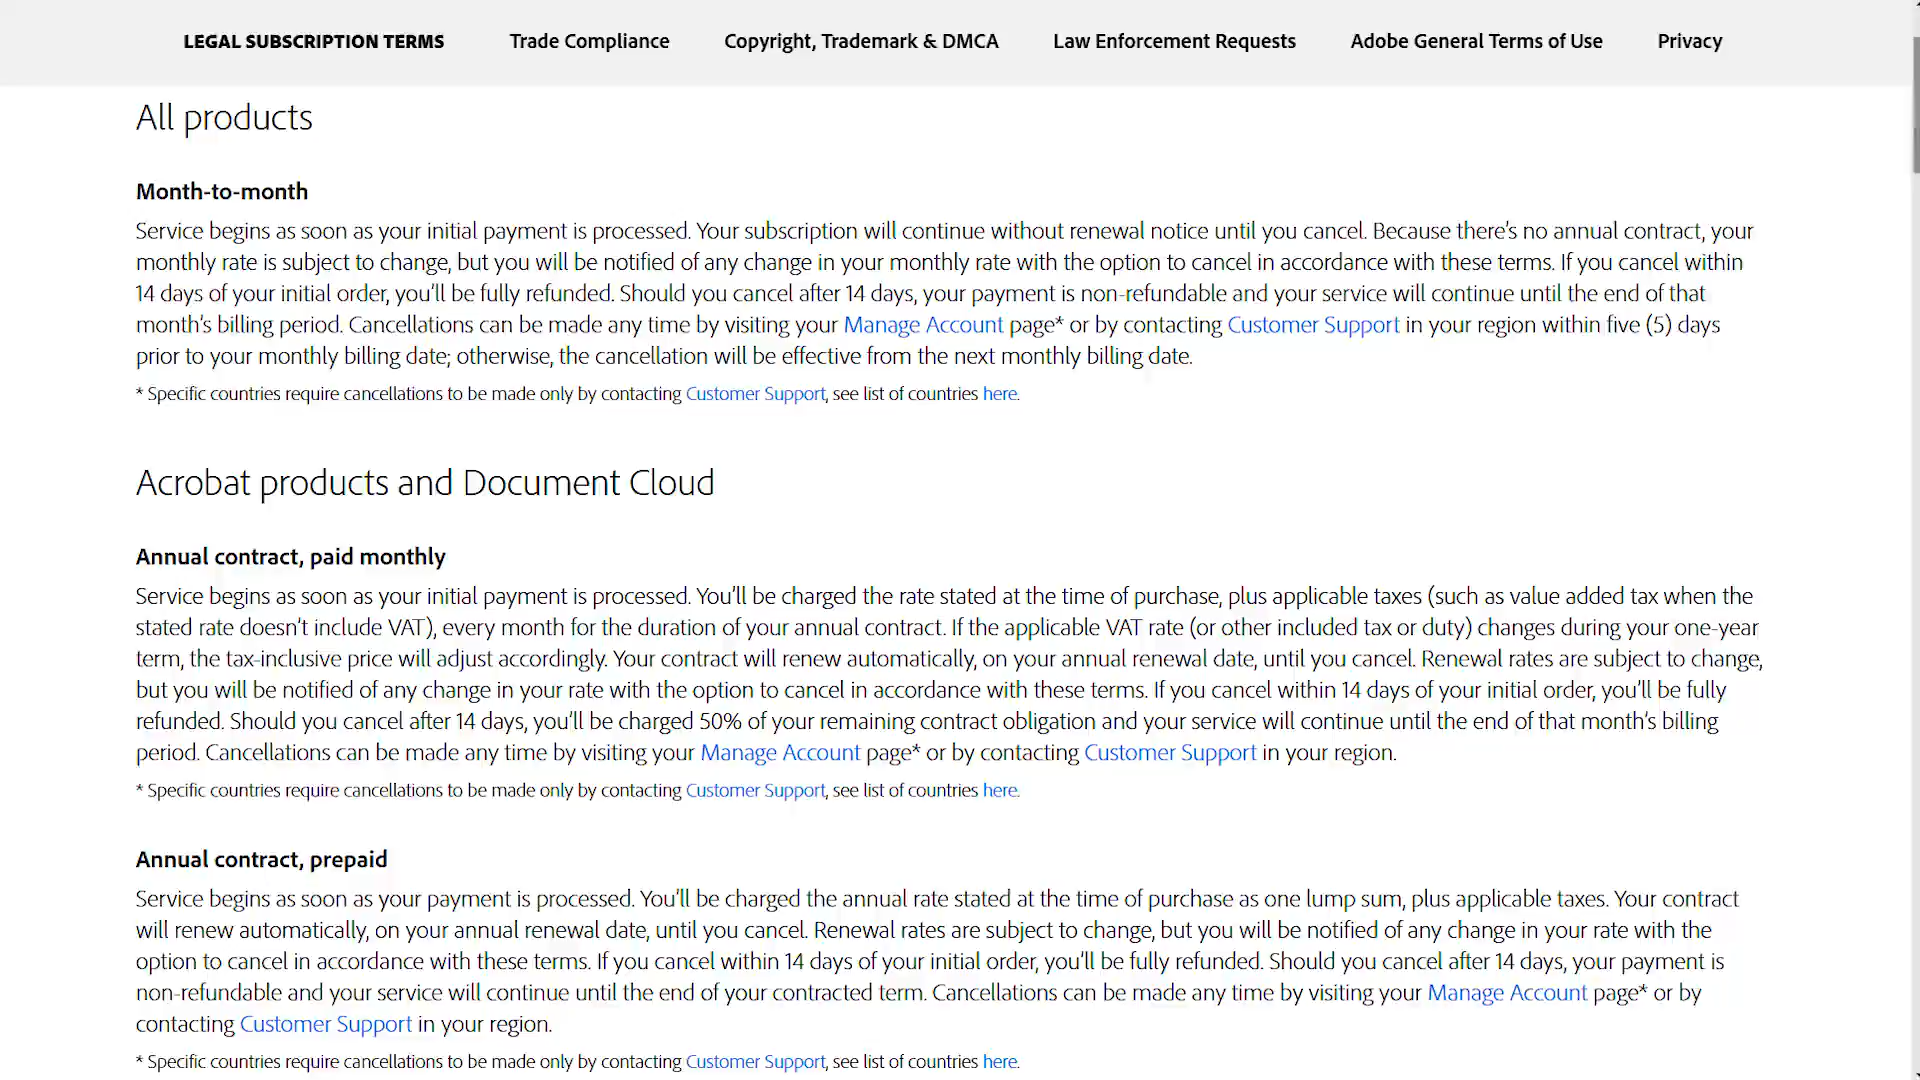 LEGAL SUBSCRIPTION TERMS Trade Compliance Copyright, Trademark & DMCA Law Enforcement Requests Adobe General Terms of Use Privacy
All products
Month-to-month
Service begins as soon as your initial payment is processed. Your subscription will continue without renewal notice until you cancel. Because there's no annual contract, your
monthly rate is subject to change, but you will be notified of any change in your monthly rate with the option to cancel in accordance with these terms. If you cancel within
14 days of your initial order, you'll be fully refunded. Should you cancel after 14 days, your payment is non-refundable and your service will continue until the end of that
month's billing period. Cancellations can be made any time by visiting your Manage Account page* or by contacting Customer Support in your region within five (5) days
prior to your monthly billing date; otherwise, the cancellation will be effective from the next monthly billing date.
* Specific countries require cancellations to be made only by contacting Customer Support, see list of countries here.
Acrobat products and Document Cloud
Annual contract, paid monthly
Service begins as soon as your initial payment is processed. You'll be charged the rate stated at the time of purchase, plus applicable taxes (such as value added tax when the
stated rate doesn't include VAT), every month for the duration of your annual contract. If the applicable VAT rate (or other included tax or duty) changes during your one-year
term, the tax-inclusive price will adjust accordingly. Your contract will renew automatically, on your annual renewal date, until you cancel. Renewal rates are subject to change,
but you will be notified of any change in your rate with the option to cancel in accordance with these terms. If you cancel within 14 days of your initial order, you'll be fully
refunded. Should you cancel after 14 days, you'll be charged 50% of your remaining contract obligation and your service will continue until the end of that month's billing
period. Cancellations can be made any time by visiting your Manage Account page* or by contacting Customer Support in your region.
* Specific countries require cancellations to be made only by contacting Customer Support, see list of countries here.
Annual contract, prepaid
Service begins as soon as your payment is processed. You'll be charged the annual rate stated at the time of purchase as one lump sum, plus applicable taxes. Your contract
will renew automatically, on your annual renewal date, until you cancel. Renewal rates are subject to change, but you will be notified of any change in your rate with the
option to cancel in accordance with these terms. If you cancel within 14 days of your initial order, you'll be fully refunded. Should you cancel after 14 days, your payment is
non-refundable and your service will continue until the end of your contracted term. Cancellations can be made any time by visiting your Manage Account page* or by
contacting Customer Support in your region.
* Specific countries require cancellations to be made only by contacting Customer Support, see list of countries here.